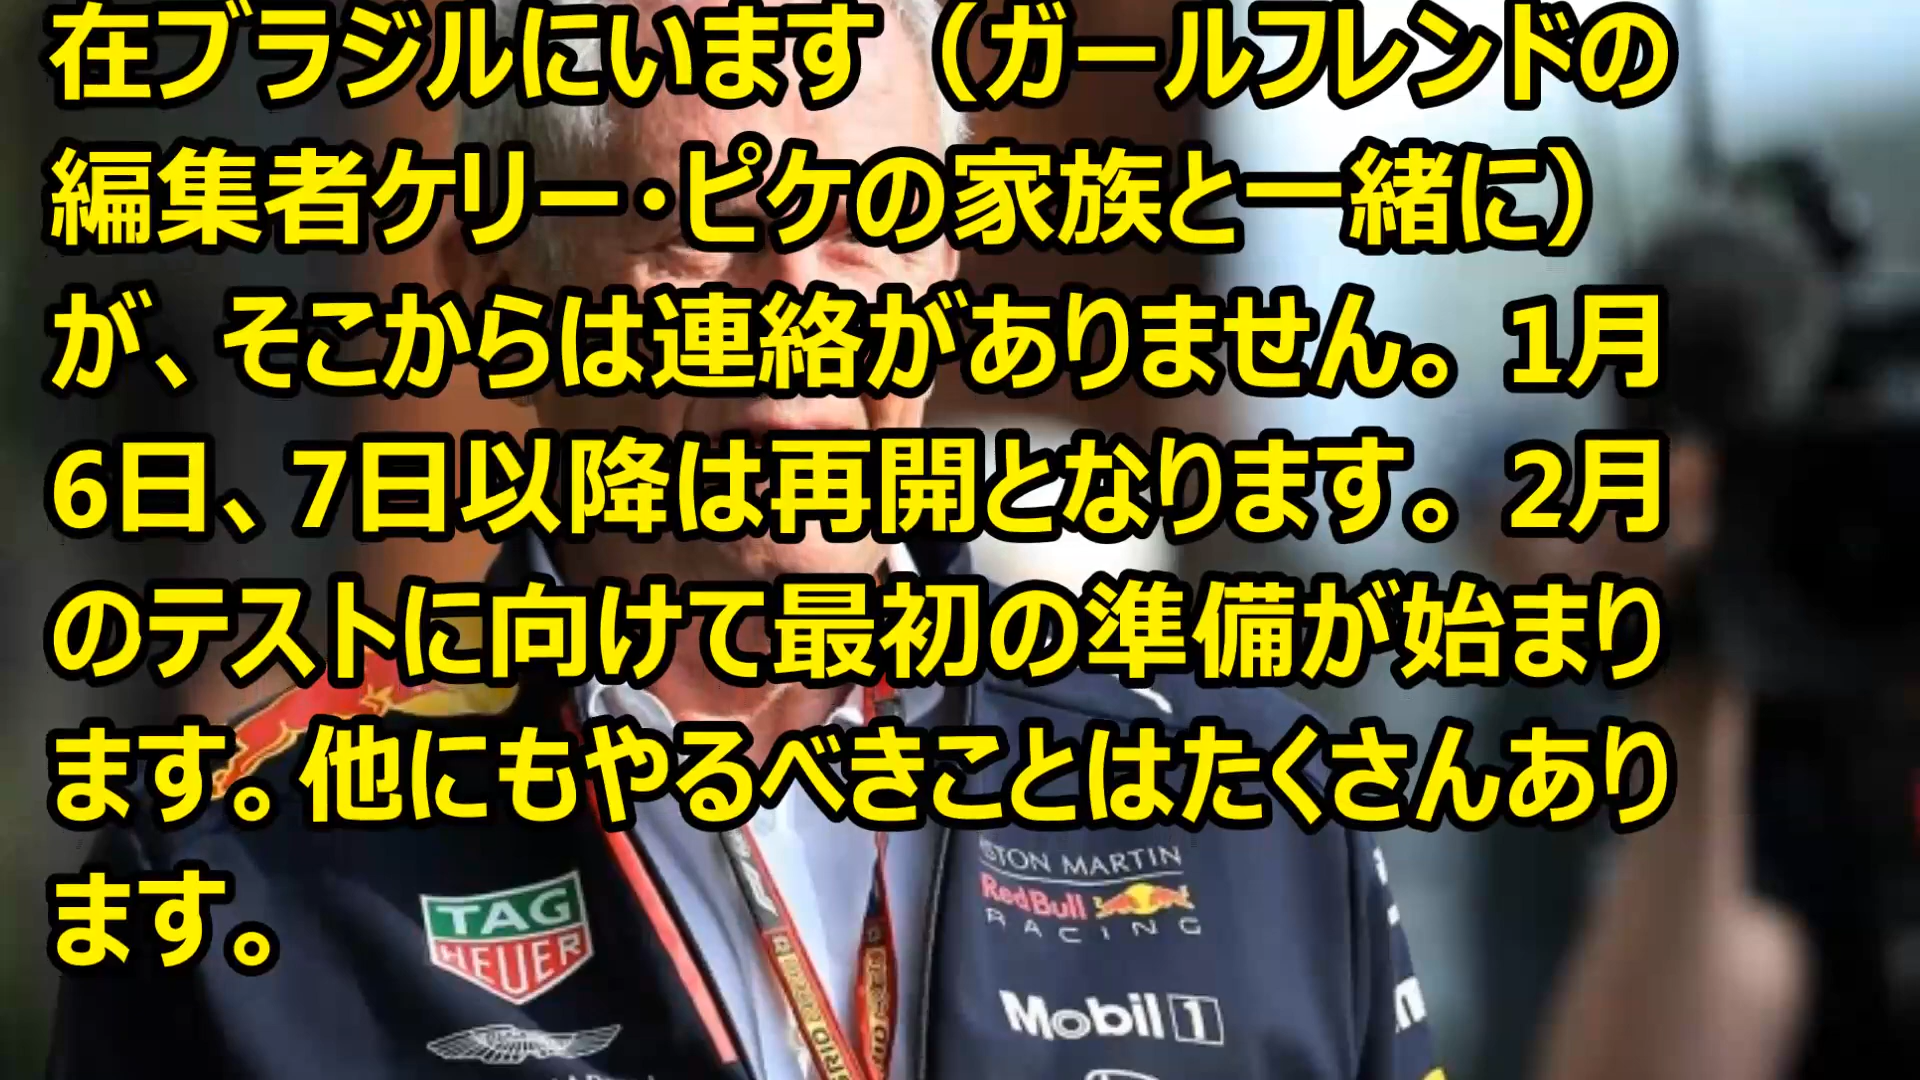 在ブラジルにいます（ガールフレンドの
編集者ケリー・ピケの家族と一緒に）
が、そこからは連絡がありません。1月
6日、7日以降は再開となります。2月
のテストに向けて最初の準備が始まり
ます。他にもやるべきことはたくさんあり
ます。
TAG
HEUER
STON MARTIN
Red Bull
RACING
Mobil 1